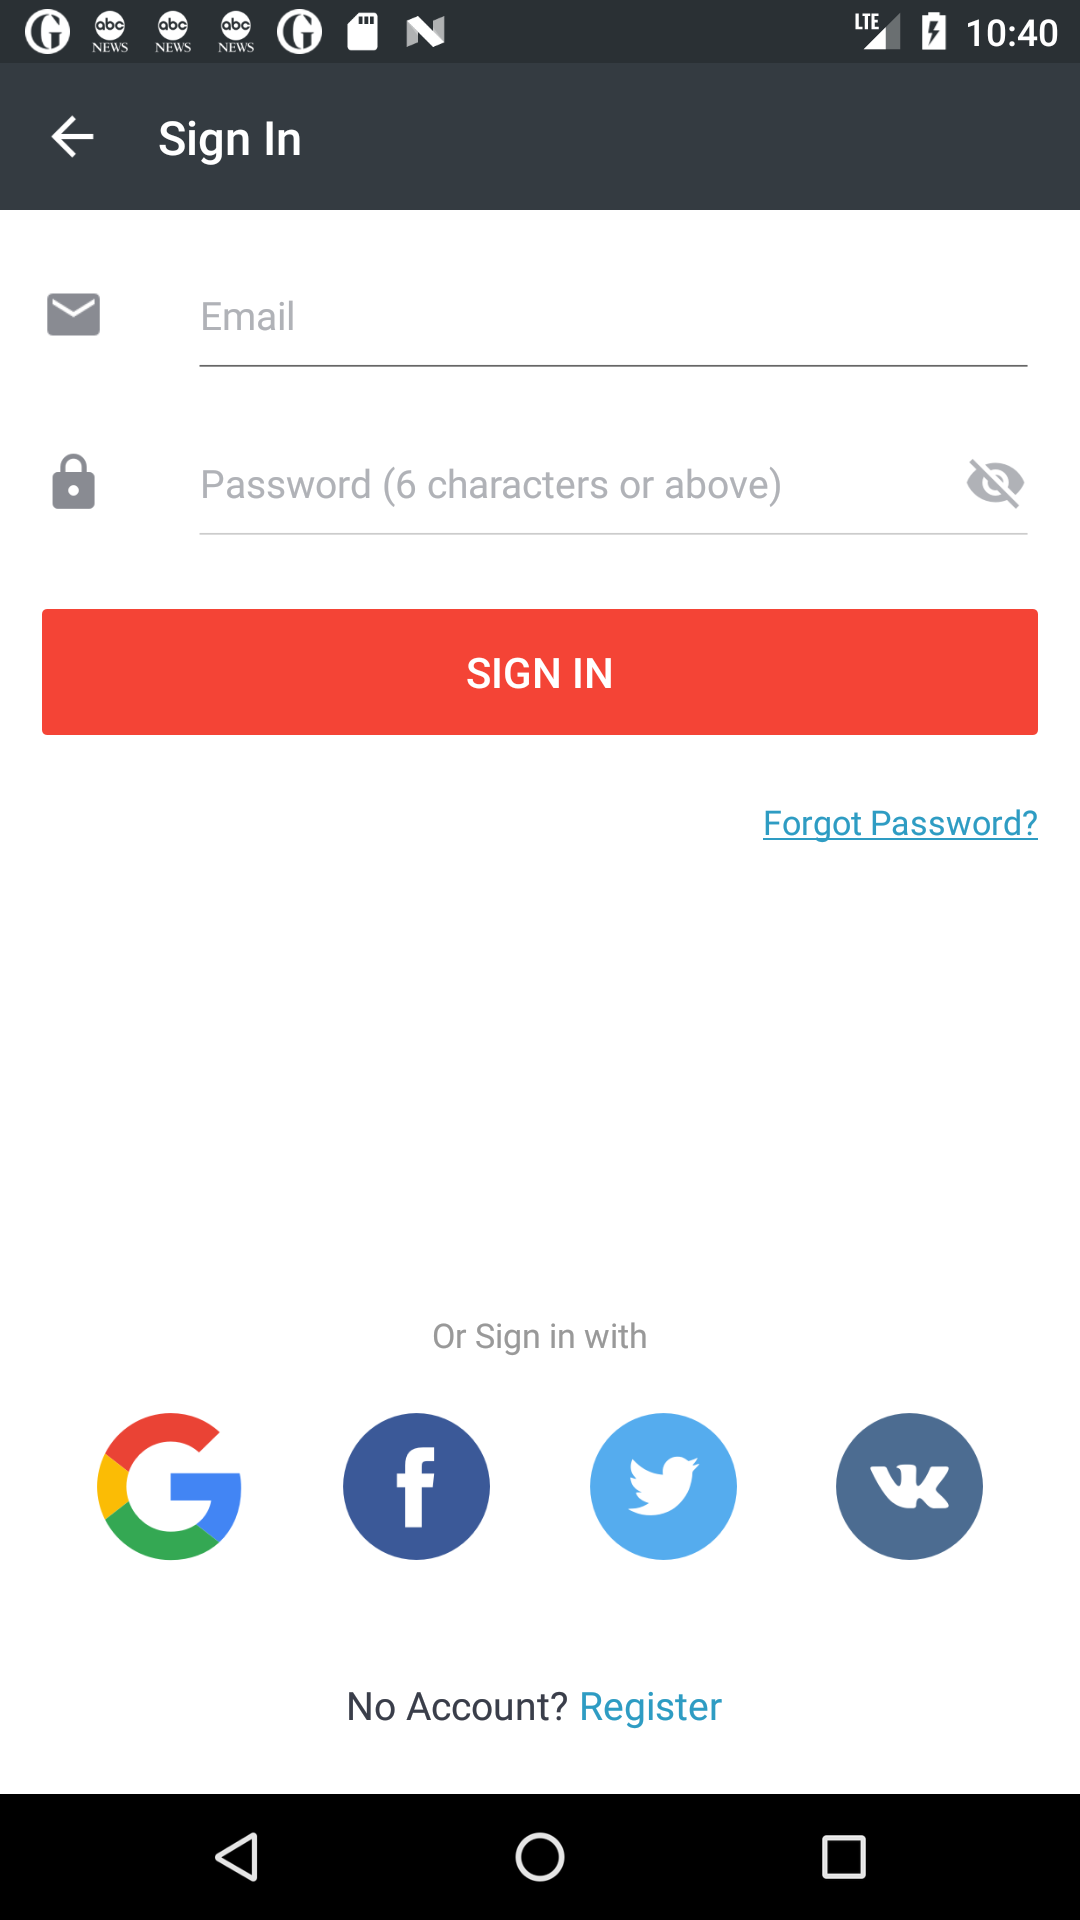 abc NEWS abc NEWS abc NEWS LTE 10:40
Sign In
Email
Password (6 characters or above)
SIGN IN
Forgot Password?
Or Sign in with
No Account? Register